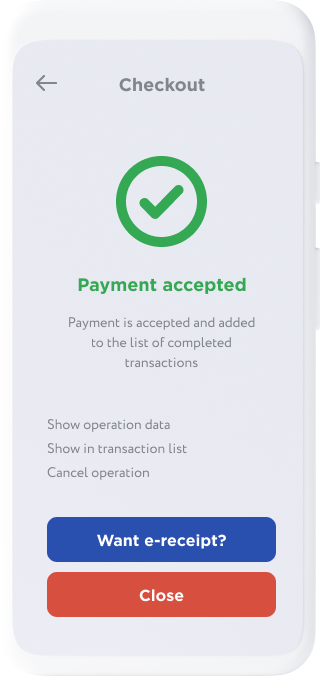 Checkout
Payment accepted
Payment is accepted and added
to the list of completed
transactions
Show operation data
Show in transaction list
Cancel operation
Want e-receipt?
Close